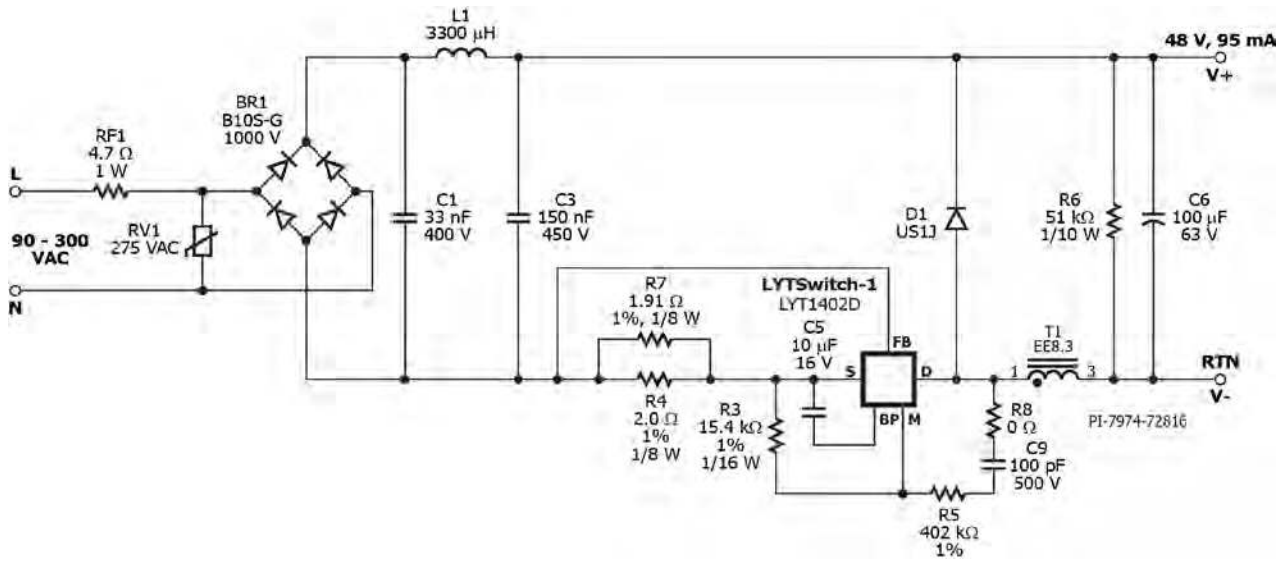 L1
3300 µH
48 V, 95 mA
V+
BR1
B10S-G
1000 V
RF1
4.7 Ω
1 W
L
RV1
275 VAC
90 - 300
VAC
N
C1
33 nF
400 V
C3
150 nF
450 V
D1
US1J
R6
51 kΩ
1/10 W
C6
100 µF
63 V
R7
1.91 Ω
1%, 1/8 W
LYTSwitch-1
LYT1402D
C5
10 µF
16 V
FB
S
D
BP
M
T1
EE8.3
1
3
RTN
V-
R4
2.0 Ω
1%
1/8 W
R3
15.4 kΩ
1%
1/16 W
R8
0 Ω
C9
100 pF
500 V
PI-7974-72816
R5
402 kΩ
1%